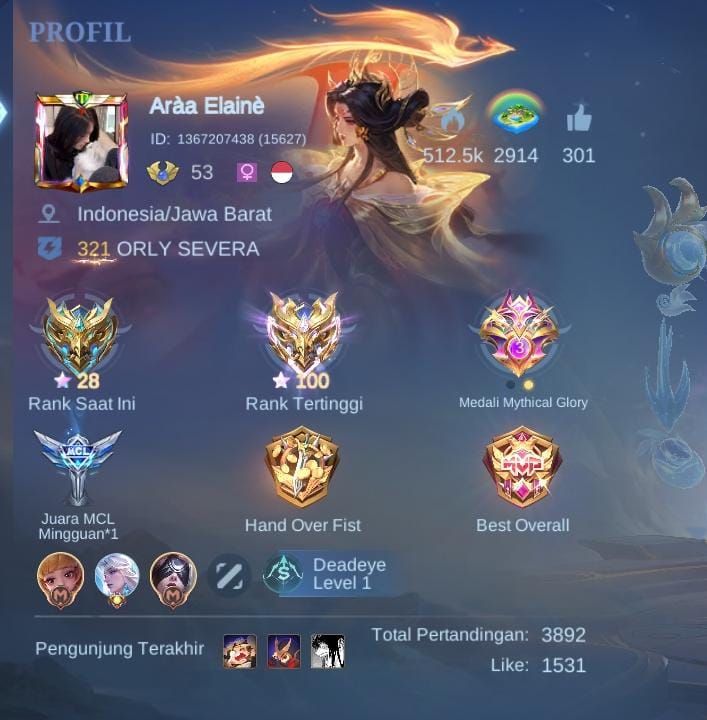 PROFIL
Aràa Elainè
ID: 1367207438 (15627)
53
512.5k 2914 301
Indonesia/Jawa Barat
321 ORLY SEVERA
28
Rank Saat Ini
100
Rank Tertinggi
3
Medali Mythical Glory
MCL
Juara MCL
Mingguan*1
Hand Over Fist
MVP
Best Overall
M
M
Deadeye
Level 1
Pengunjung Terakhir
Total Pertandingan: 3892
Like: 1531